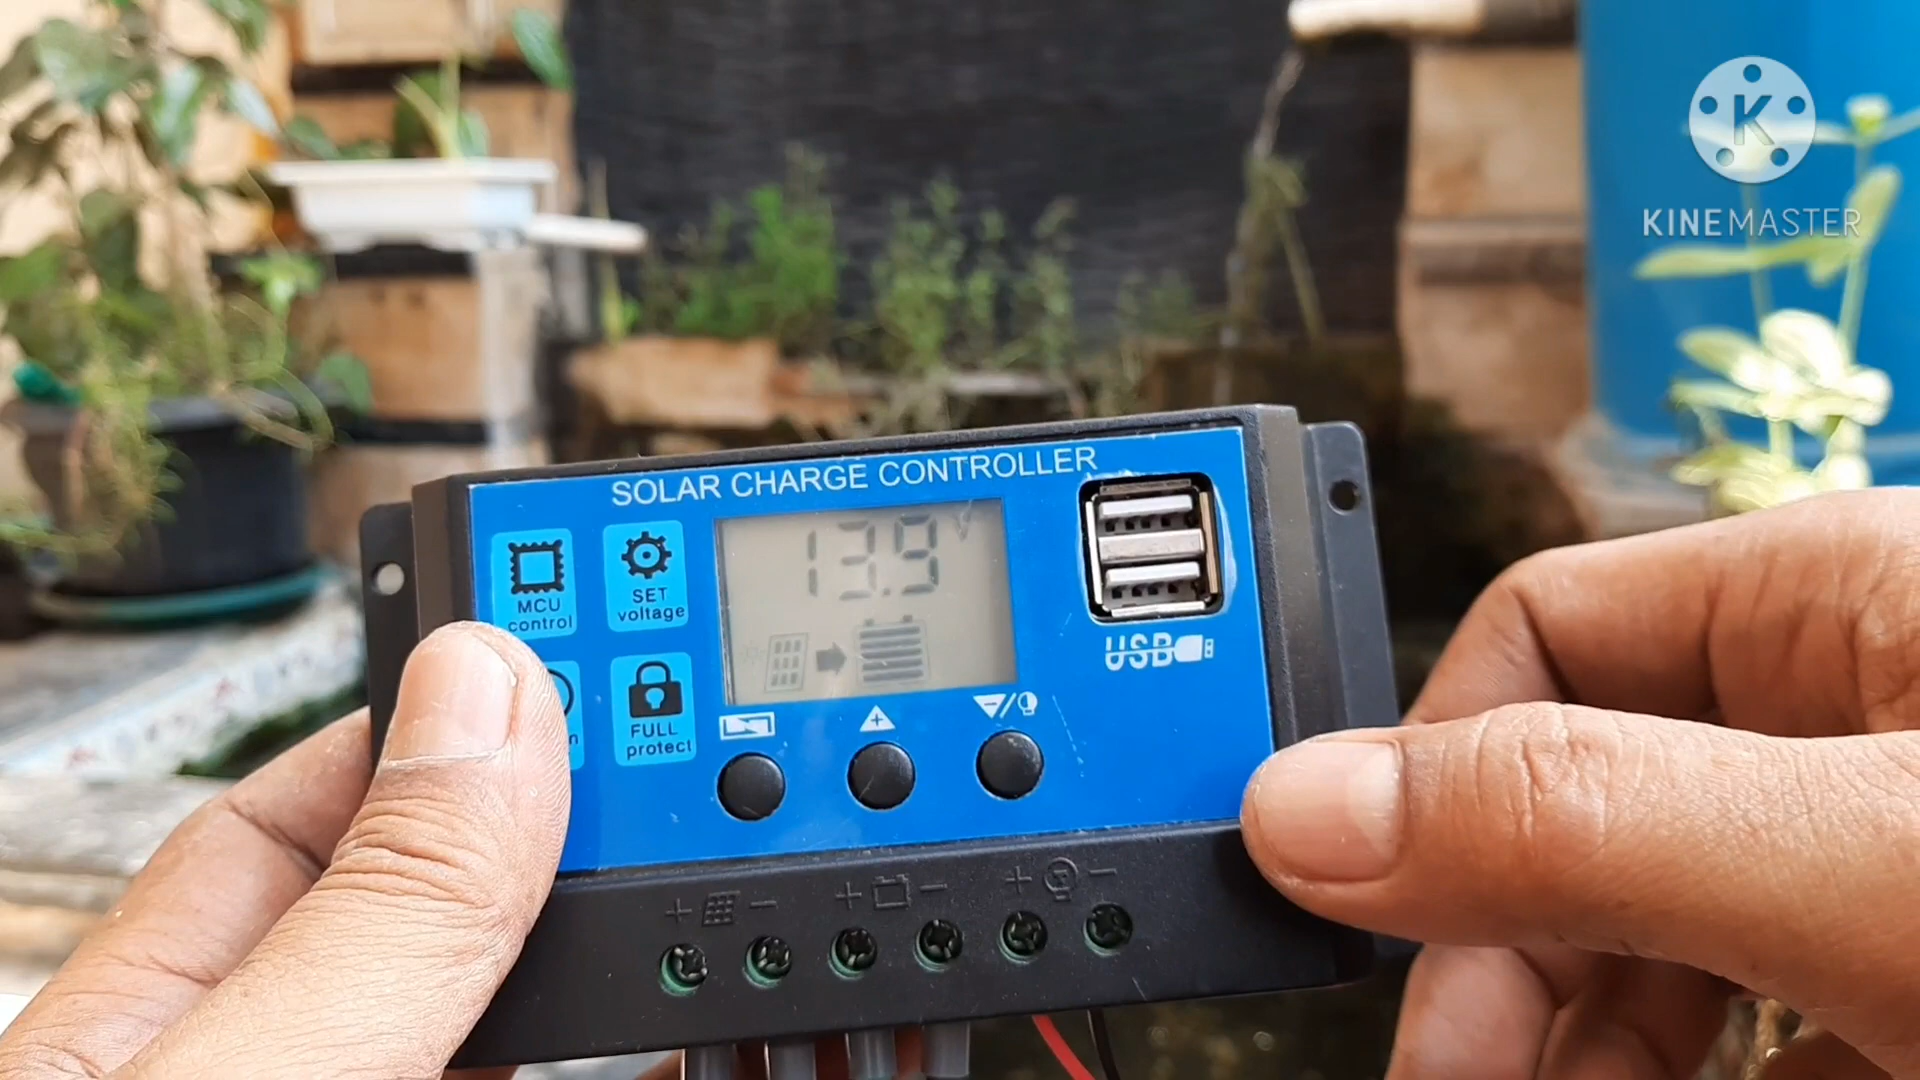 K
KINEMASTER
SOLAR CHARGE CONTROLLER
MCU
control
SET
voltage
13.9 V
USB
FULL
protect
n
+ − + − + −